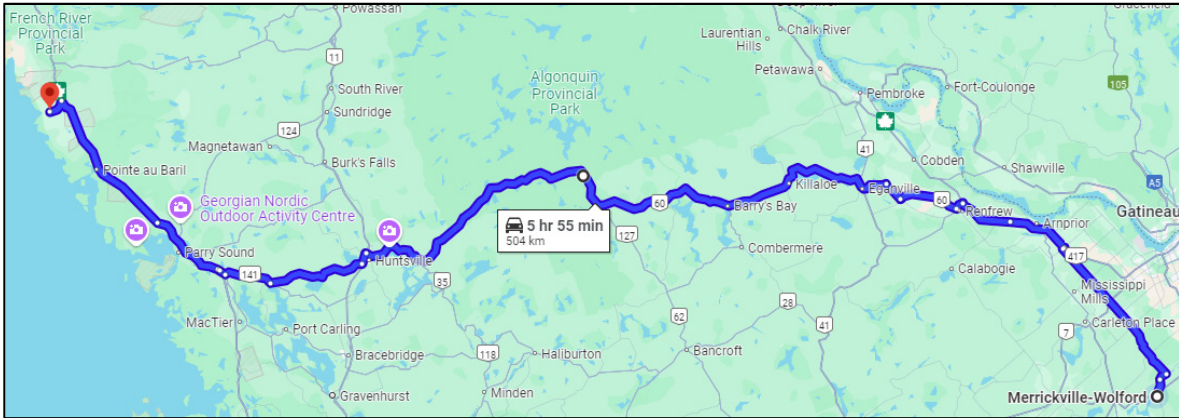 Powassan
French River
Provincial
Park
11
Laurentian
Hills
Chalk River
Petawawa
Pembroke
Fort-Coulonge
105
Algonquin
Provincial
Park
South River
Sundridge
124
Magnetawan
Burk's Falls
41
Cobden
Shawville
A5
Pointe au Baril
Killaloe
Eganville
60
Renfrew
Arnprior
Gatineau
Georgian Nordic
Outdoor Activity Centre
60
Barry's Bay
5 hr 55 min
504 km
127
Combermere
417
Parry Sound
141
Huntsville
35
Calabogie
Mississippi
Mills
Carleton Place
7
MacTier
Port Carling
28
41
62
Bracebridge
118
Haliburton
Bancroft
Minden
Gravenhurst
Merrickville-Wolford